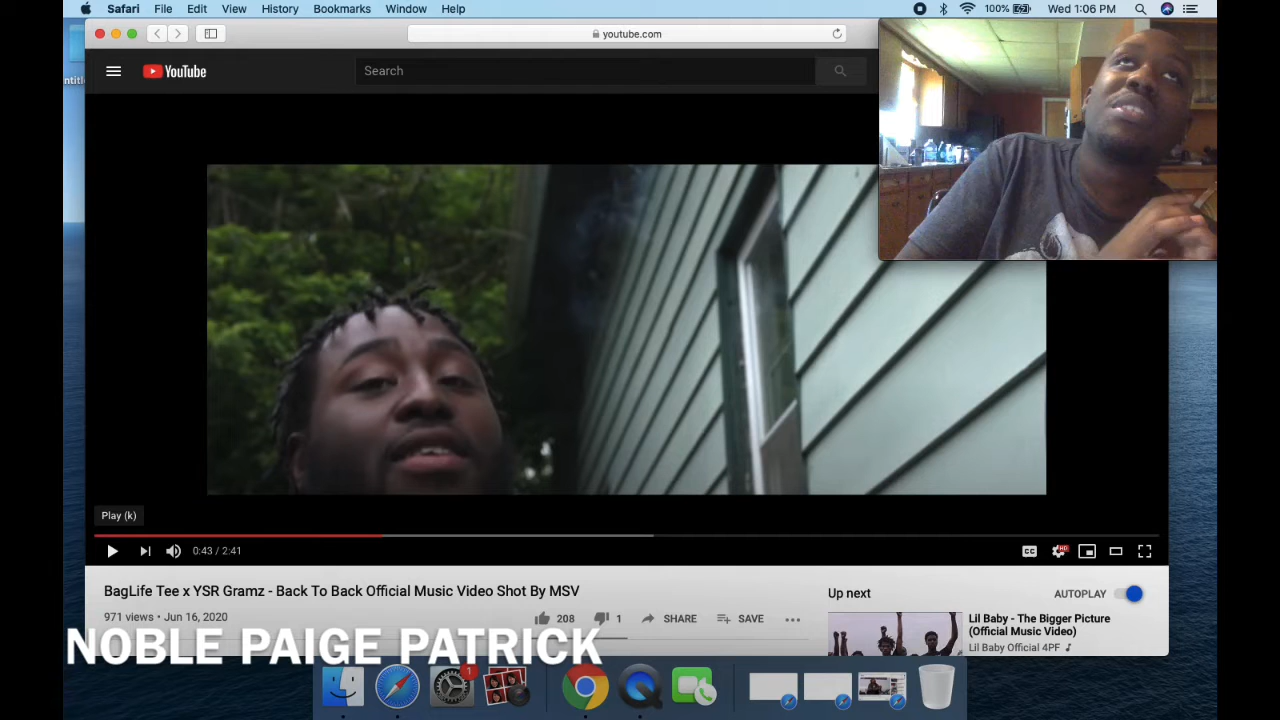 Safari File Edit View History Bookmarks Window Help 100% Wed 1:06 PM
youtube.com
YouTube Search
Play (k)
0:43 / 2:41
CC HD
BagLife Tee x YSR Gramz - Back To Back Official Music Video Shot By MSV
971 views • Jun 16, 2020 208 1 SHARE SAVE
Up next AUTOPLAY
Lil Baby - The Bigger Picture
(Official Music Video)
Lil Baby Official 4PF
NOBLE PAIGE PATRICK
1